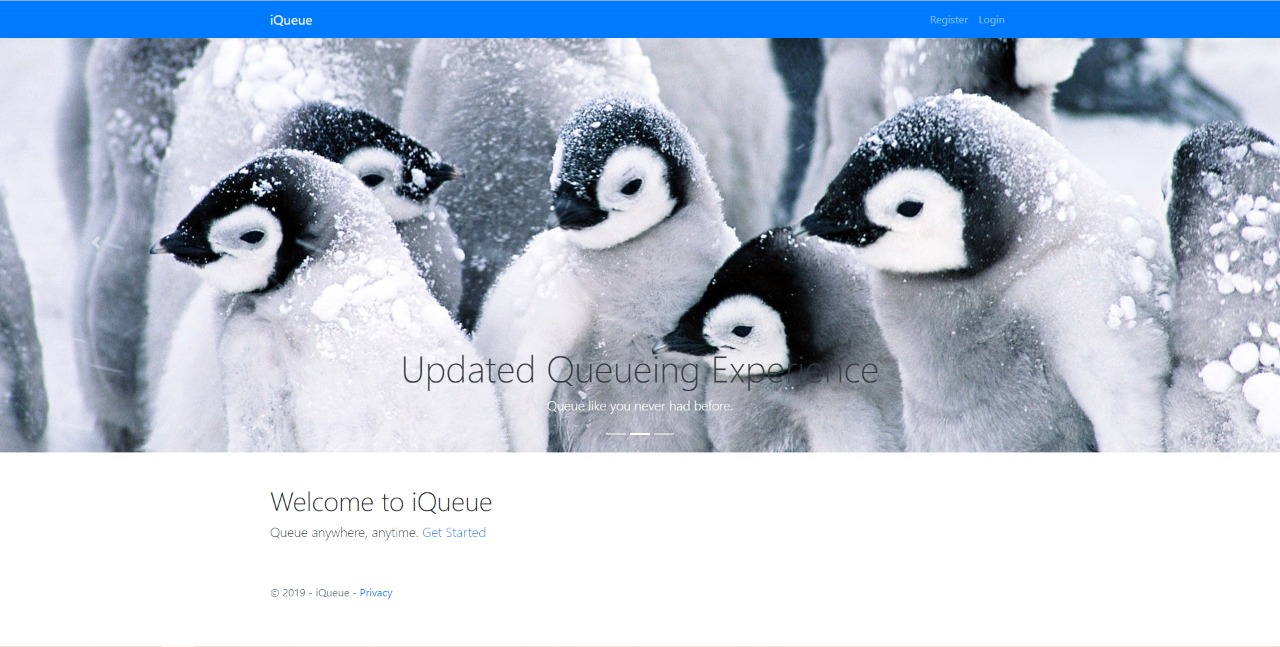 iQueue
Register Login
Updated Queueing Experience
Queue like you never had before.
Welcome to iQueue
Queue anywhere, anytime. Get Started
© 2019 - iQueue - Privacy